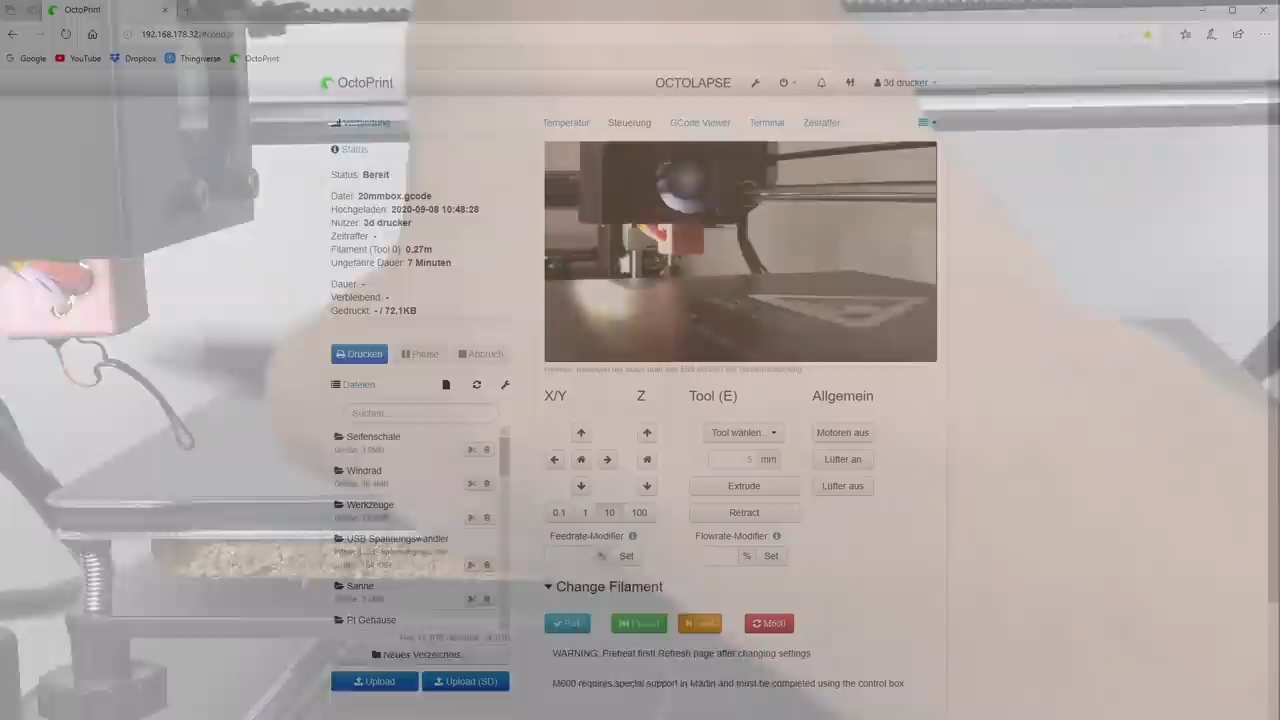 OctoPrint
192.168.178.32/#control
Google YouTube Dropbox Thingiverse OctoPrint
OctoPrint OCTOLAPSE 3d drucker
Verbindung Temperatur Steuerung GCode Viewer Terminal Zeitraffer
Status
Status: Bereit
Datei: 20mmbox.gcode
Hochgeladen: 2020-09-08 10:48:28
Nutzer: 3d drucker
Zeitraffer: -
Filament (Tool 0): 0.27m
Ungefähre Dauer: 7 Minuten
Dauer: -
Verbleibend: -
Gedruckt: - / 72.1KB
Drucken Pause Abbruch
Dateien
Suchen...
Seifenschale
Windrad
Werkzeuge
USB Spannungswandler
Sanne
PI Gehäuse
Neues Verzeichnis...
Upload Upload (SD)
X/Y Z Tool (E) Allgemein
Tool wählen... Motoren aus
5 mm Lüfter an
Extrude Lüfter aus
0.1 1 10 100 Retract
Feedrate-Modifier Flowrate-Modifier
% Set % Set
Change Filament
M600
WARNING: Preheat first! Refresh page after changing settings
M600 requires special support in Marlin and must be completed using the control box